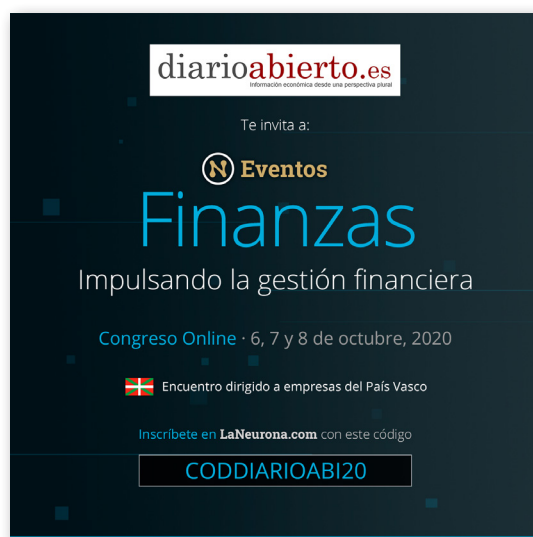 diarioabierto.es
Información económica desde una perspectiva plural
Te invita a:
N Eventos
Finanzas
Impulsando la gestión financiera
Congreso Online · 6, 7 y 8 de octubre, 2020
Encuentro dirigido a empresas del País Vasco
Inscríbete en LaNeurona.com con este código
CODDIARIOABI20